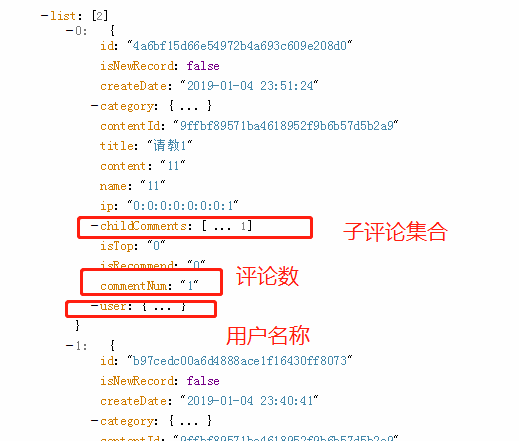 list: [2]
0: {
id: "4a6bf15d66e54972b4a693c609e208d0"
isNewRecord: false
createDate: "2019-01-04 23:51:24"
category: { ... }
contentId: "9ffbf89571ba4618952f9b6b57d5b2a9"
title: "请教1"
content: "11"
name: "11"
ip: "0:0:0:0:0:0:0:1"
childComments: [ ... 1] 子评论集合
isTop: "0"
isRecommend: "0"
commentNum: "1" 评论数
user: { ... } 用户名称
}
1: {
id: "b97cedc00a6d4888ace1f16430ff8073"
isNewRecord: false
createDate: "2019-01-04 23:40:41"
category: { ... }
contentId: "9ffbf89571ba4618952f9b6b57d5b2a9"